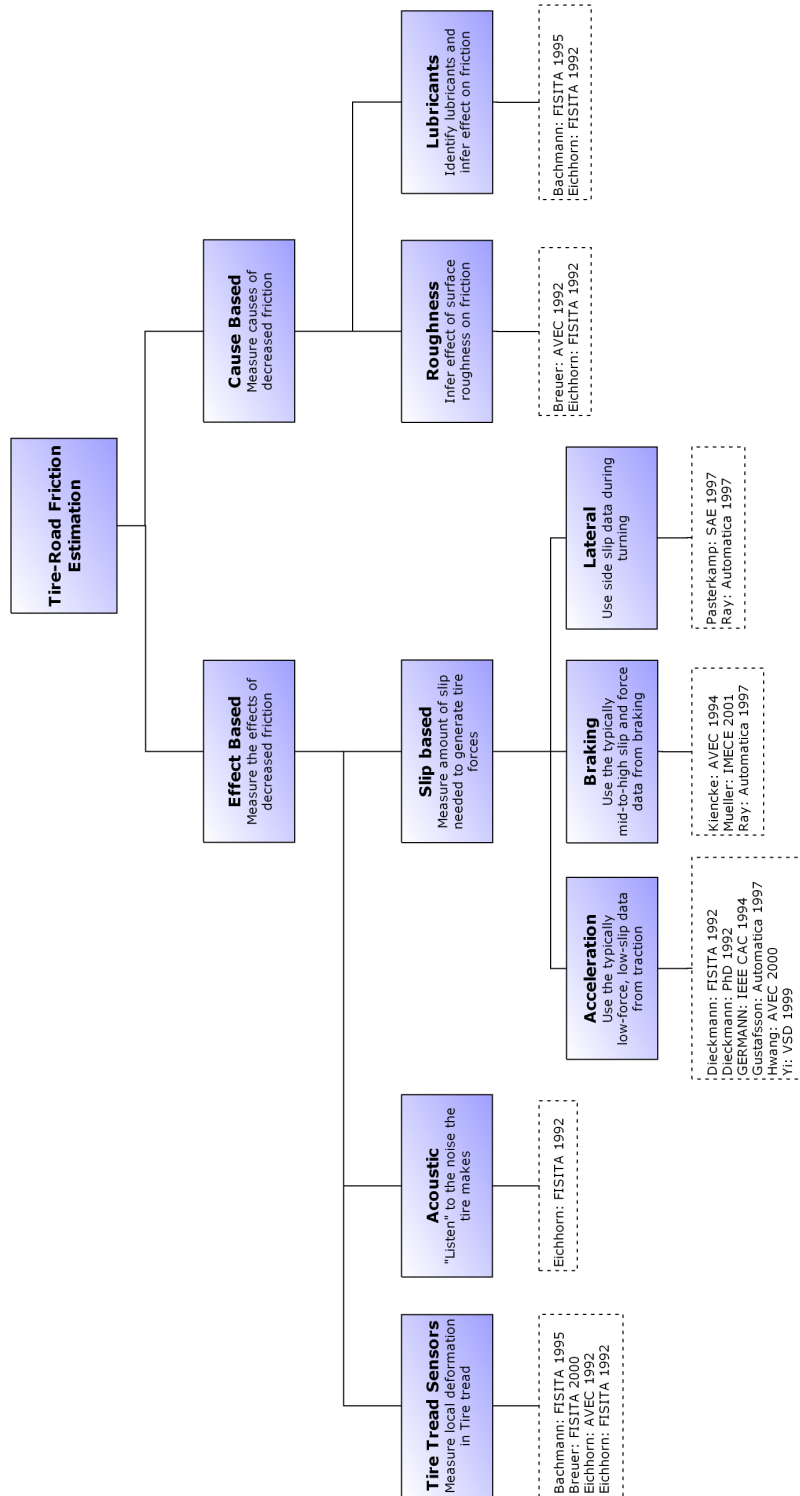 Tire-Road Friction
Estimation
Effect Based
Measure the effects of
decreased friction
Cause Based
Measure causes of
decreased friction
Tire Tread Sensors
Measure local deformation
in Tire tread
Acoustic
"Listen" to the noise the
tire makes
Slip based
Measure amount of slip
needed to generate tire
forces
Roughness
Infer effect of surface
roughness on friction
Lubricants
Identify lubricants and
infer effect on friction
Bachmann: FISITA 1995
Breuer: FISITA 2000
Eichhorn: AVEC 1992
Eichhorn: FISITA 1992
Eichhorn: FISITA 1992
Breuer: AVEC 1992
Eichhorn: FISITA 1992
Bachmann: FISITA 1995
Eichhorn: FISITA 1992
Acceleration
Use the typically
low-force, low-slip data
from traction
Braking
Use the typically
mid-to-high slip and force
data from braking
Lateral
Use side slip data during
turning
Dieckmann: FISITA 1992
Dieckmann: PhD 1992
GERMANN: IEEE CAC 1994
Gustafsson: Automatica 1997
Hwang: AVEC 2000
Yi: VSD 1999
Kiencke: AVEC 1994
Mueller: IMECE 2001
Ray: Automatica 1997
Pasterkamp: SAE 1997
Ray: Automatica 1997